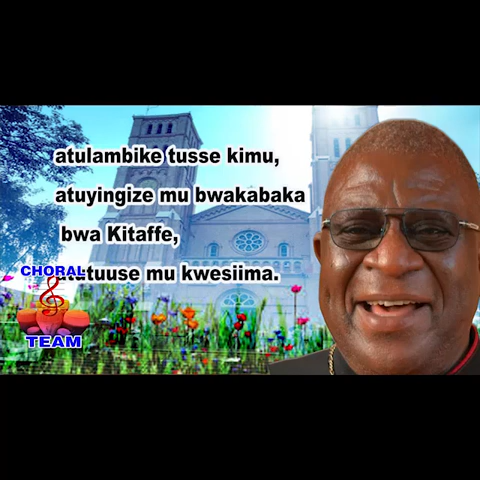 atulambike tusse kimu,
atuyingize mu bwakabaka
bwa Kitaffe,
mu kwesiima.
CHORAL
TEAM